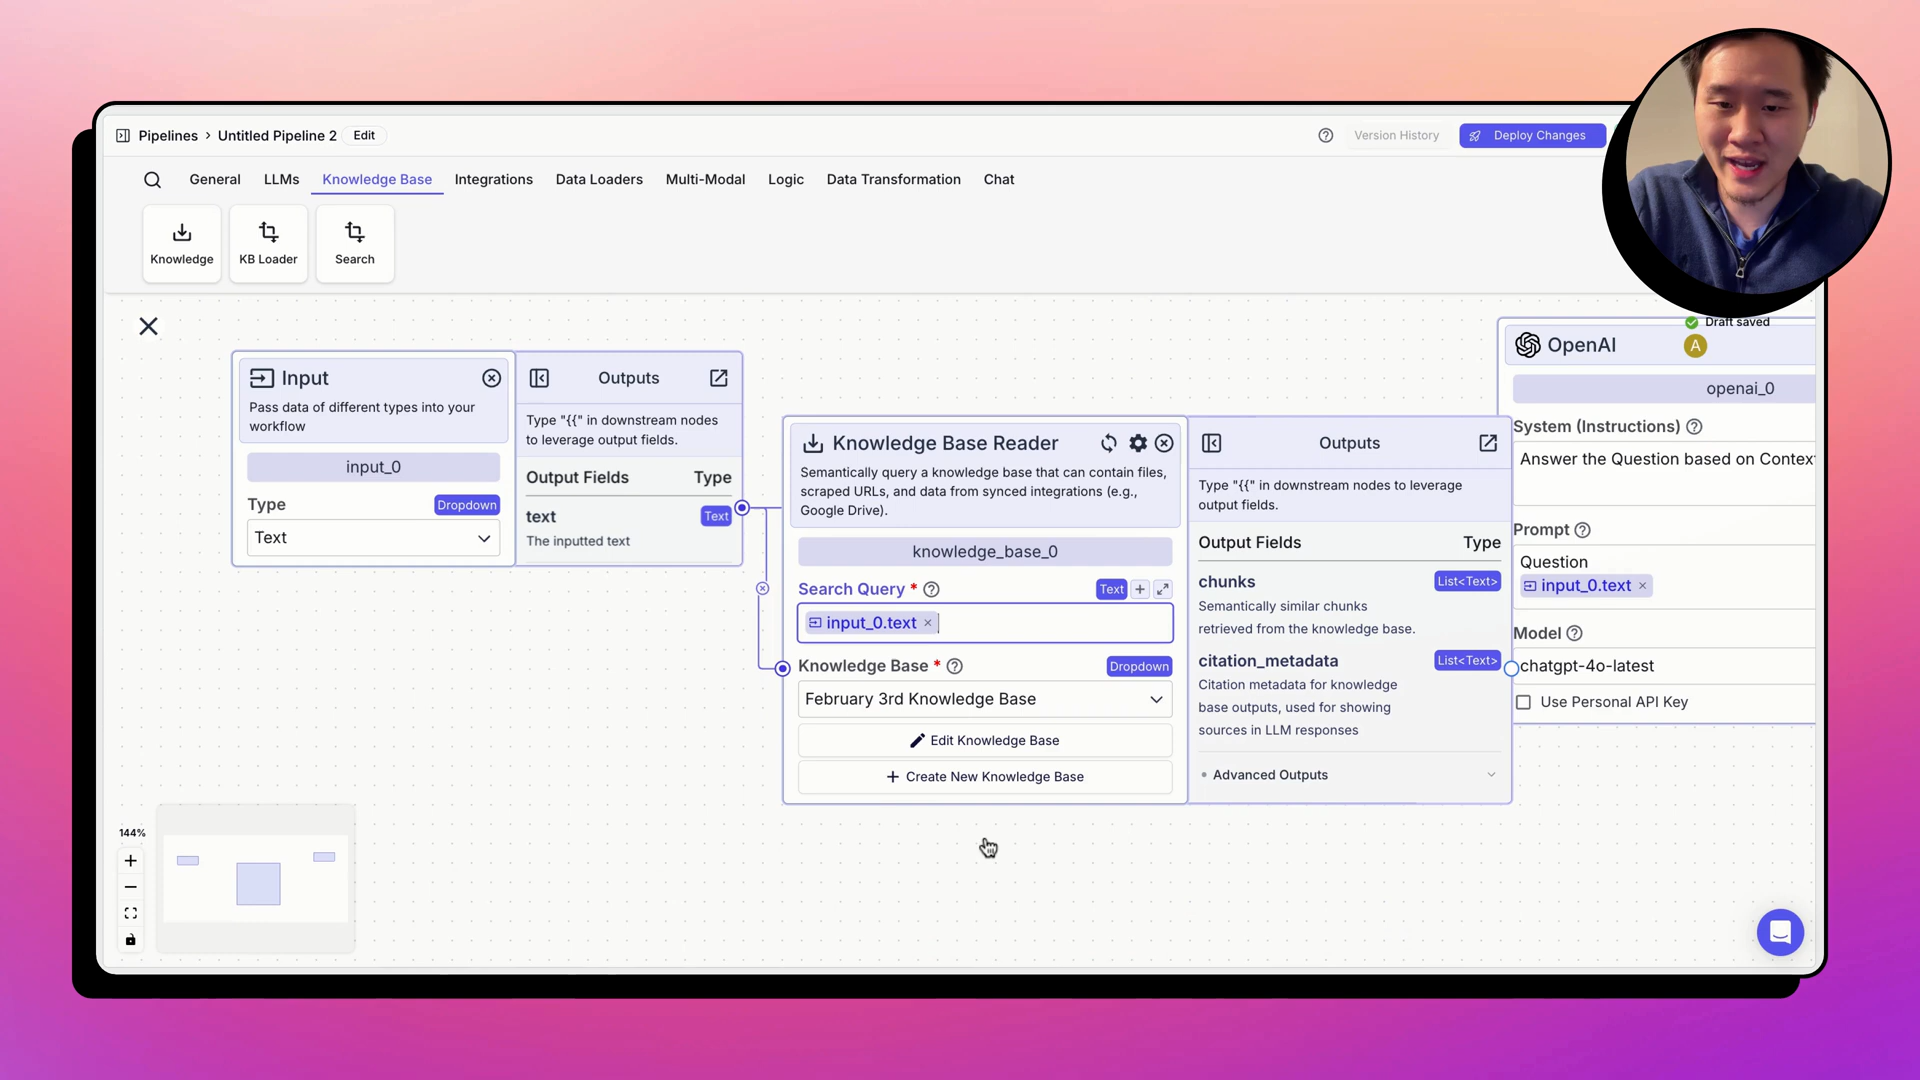 Pipelines > Untitled Pipeline 2 Edit
Version History
Deploy Changes
General LLMs Knowledge Base Integrations Data Loaders Multi-Modal Logic Data Transformation Chat
Knowledge
KB Loader
Search
Draft saved
Input
Pass data of different types into your
workflow
input_0
Type
Dropdown
Text
Outputs
Type "{{" in downstream nodes
to leverage output fields.
Output Fields Type
text
Text
The inputted text
Knowledge Base Reader
Semantically query a knowledge base that can contain files,
scraped URLs, and data from synced integrations (e.g.,
Google Drive).
knowledge_base_0
Search Query *
Text
input_0.text
Knowledge Base *
Dropdown
February 3rd Knowledge Base
Edit Knowledge Base
+ Create New Knowledge Base
Outputs
Type "{{" in downstream nodes to leverage
output fields.
Output Fields Type
chunks
List<Text>
Semantically similar chunks
retrieved from the knowledge base.
citation_metadata
List<Text>
Citation metadata for knowledge
base outputs, used for showing
sources in LLM responses
Advanced Outputs
OpenAI
A
openai_0
System (Instructions)
Answer the Question based on Contex
Prompt
Question
input_0.text
Model
chatgpt-4o-latest
Use Personal API Key
144%